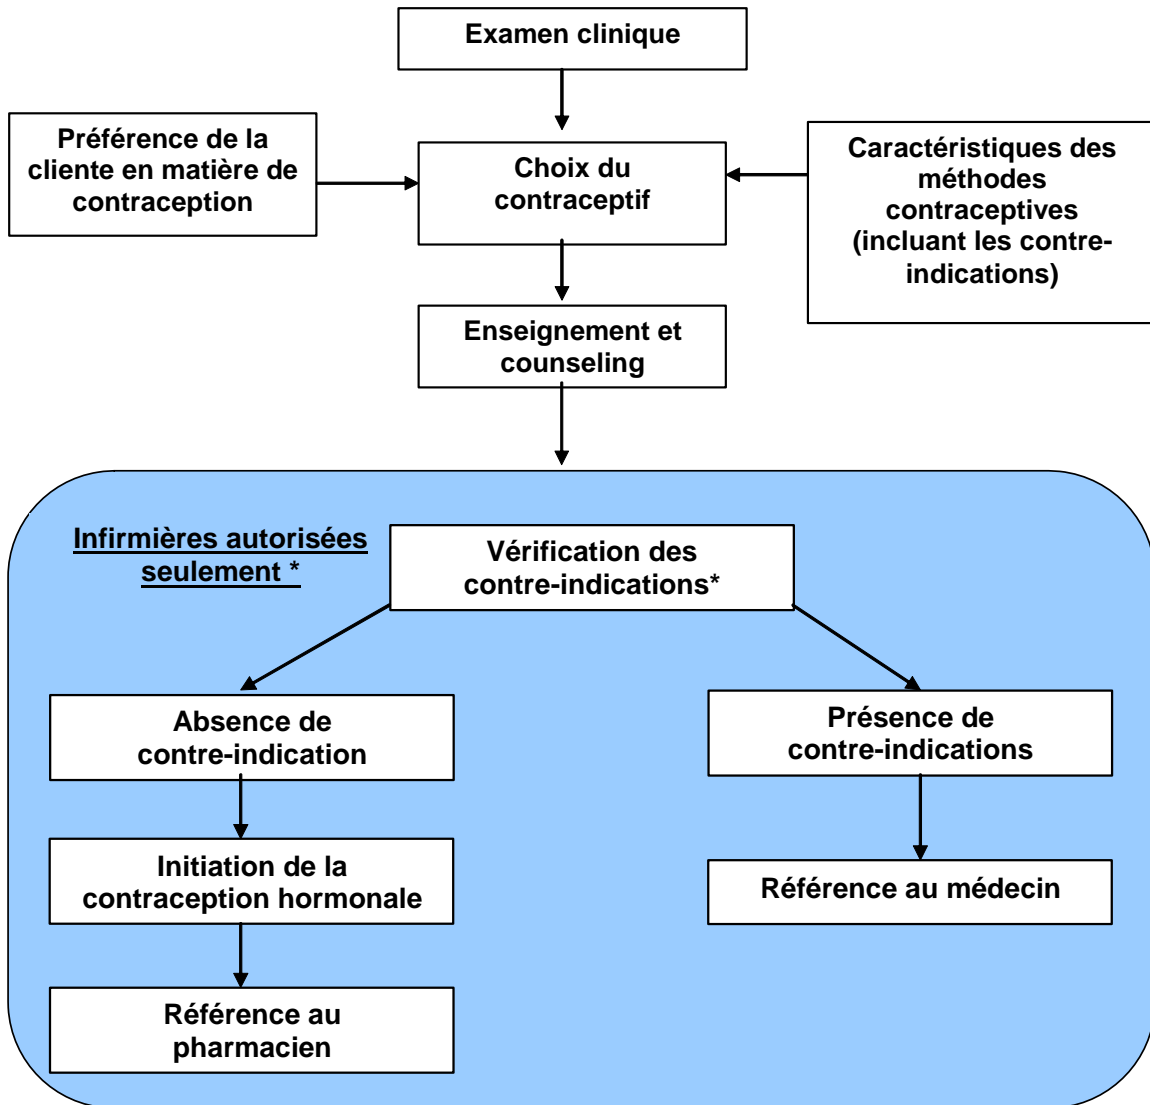 Examen clinique
Préférence de la
cliente en matière de
contraception
Choix du
contraceptif
Caractéristiques des
méthodes
contraceptives
(incluant les contre-
indications)
Enseignement et
counseling
Infirmières autorisées
seulement *
Vérification des
contre-indications*
Absence de
contre-indication
Présence de
contre-indications
Initiation de la
contraception hormonale
Référence au médecin
Référence au
pharmacien